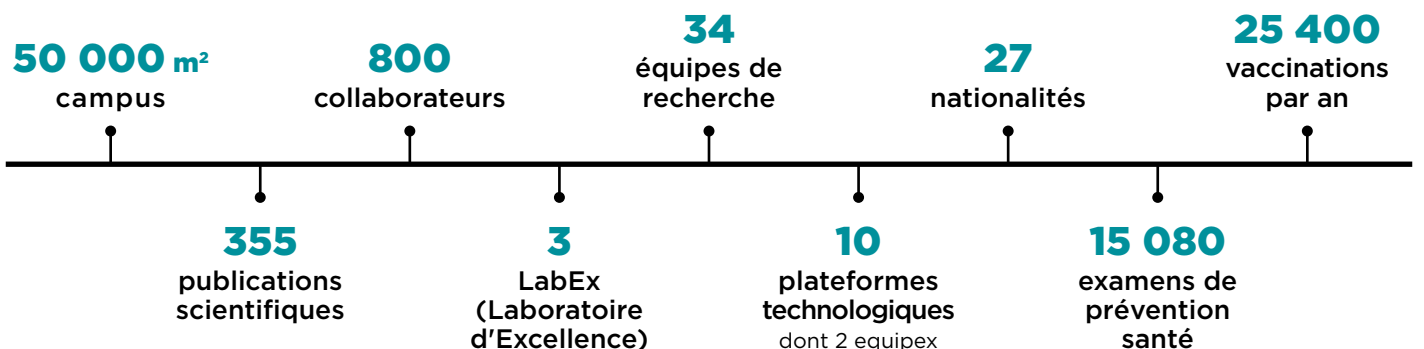 50 000 m²
campus
355
publications
scientifiques
800
collaborateurs
3
LabEx
(Laboratoire
d'Excellence)
34
équipes de
recherche
10
plateformes
technologiques
dont 2 equipex
27
nationalités
15 080
examens de
prévention
santé
25 400
vaccinations
par an